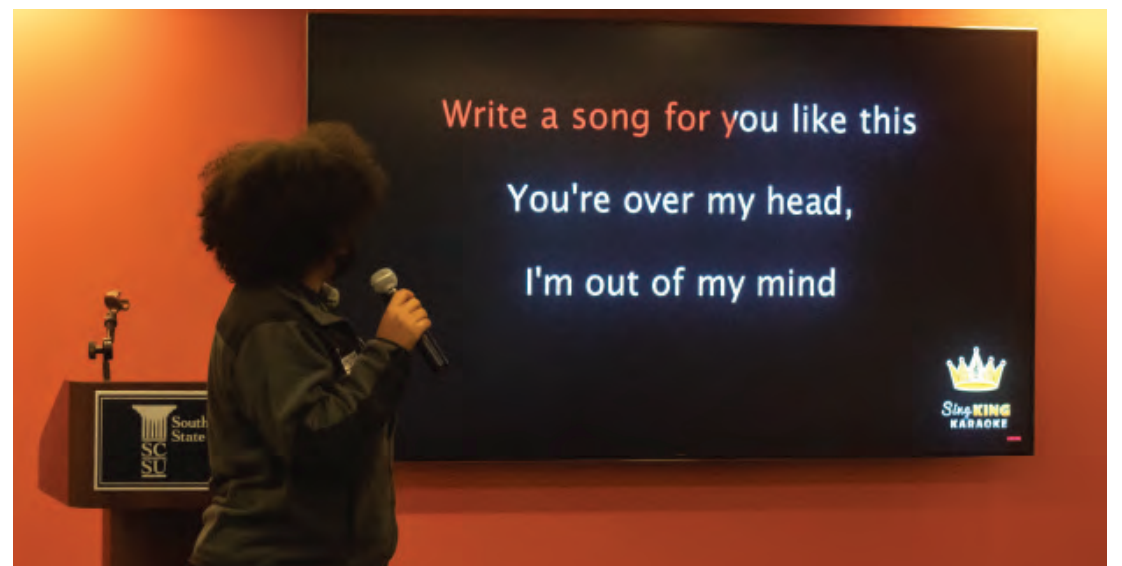 Write a song for you like this
You're over my head,
I'm out of my mind
Sing KING
KARAOKE
South
State
SC
SU